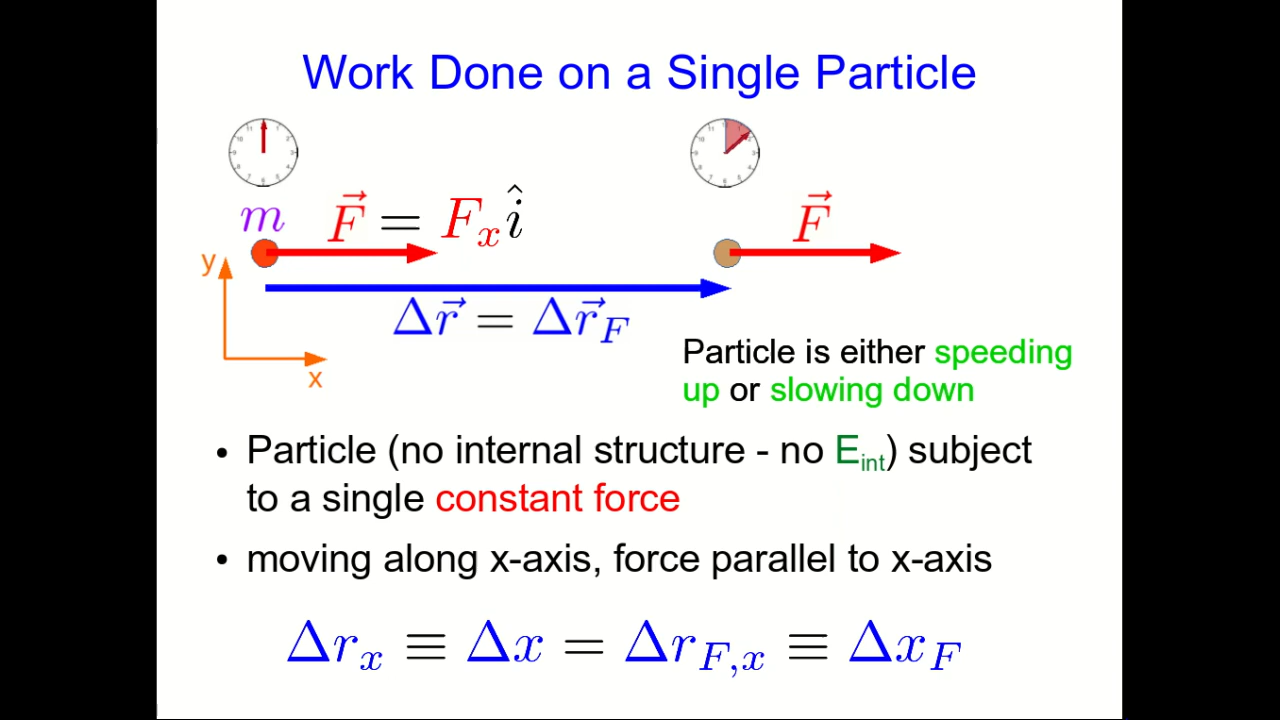 Work Done on a Single Particle
m
F⃗ = Fₓ î
F⃗
y
Δr⃗ = Δr⃗_F
x
Particle is either speeding
up or slowing down
• Particle (no internal structure - no E_int) subject
to a single constant force
• moving along x-axis, force parallel to x-axis
Δrₓ ≡ Δx = Δr_F,x ≡ Δx_F